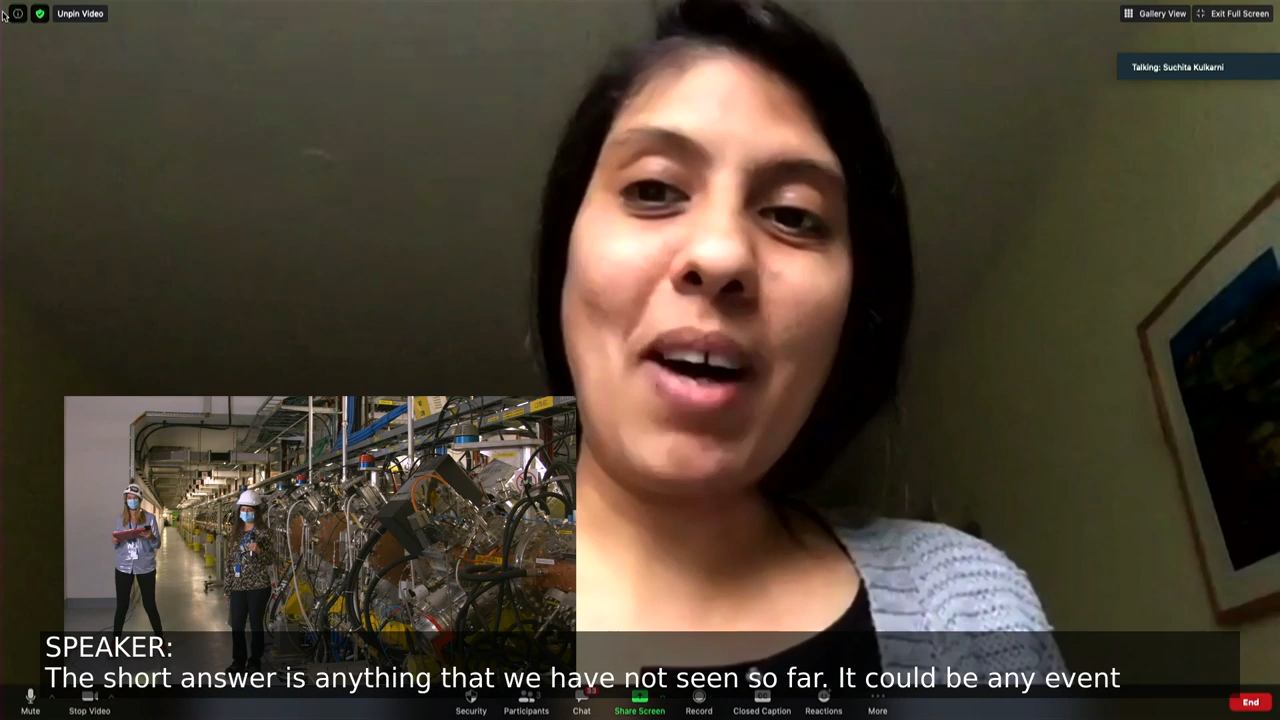 Unpin Video
Gallery View
Exit Full Screen
Talking: Suchita Kulkarni
SPEAKER:
The short answer is anything that we have not seen so far. It could be any event
Mute
Stop Video
Security
Participants
3
Chat
Share Screen
Record
CC
Closed Caption
Reactions
More
End